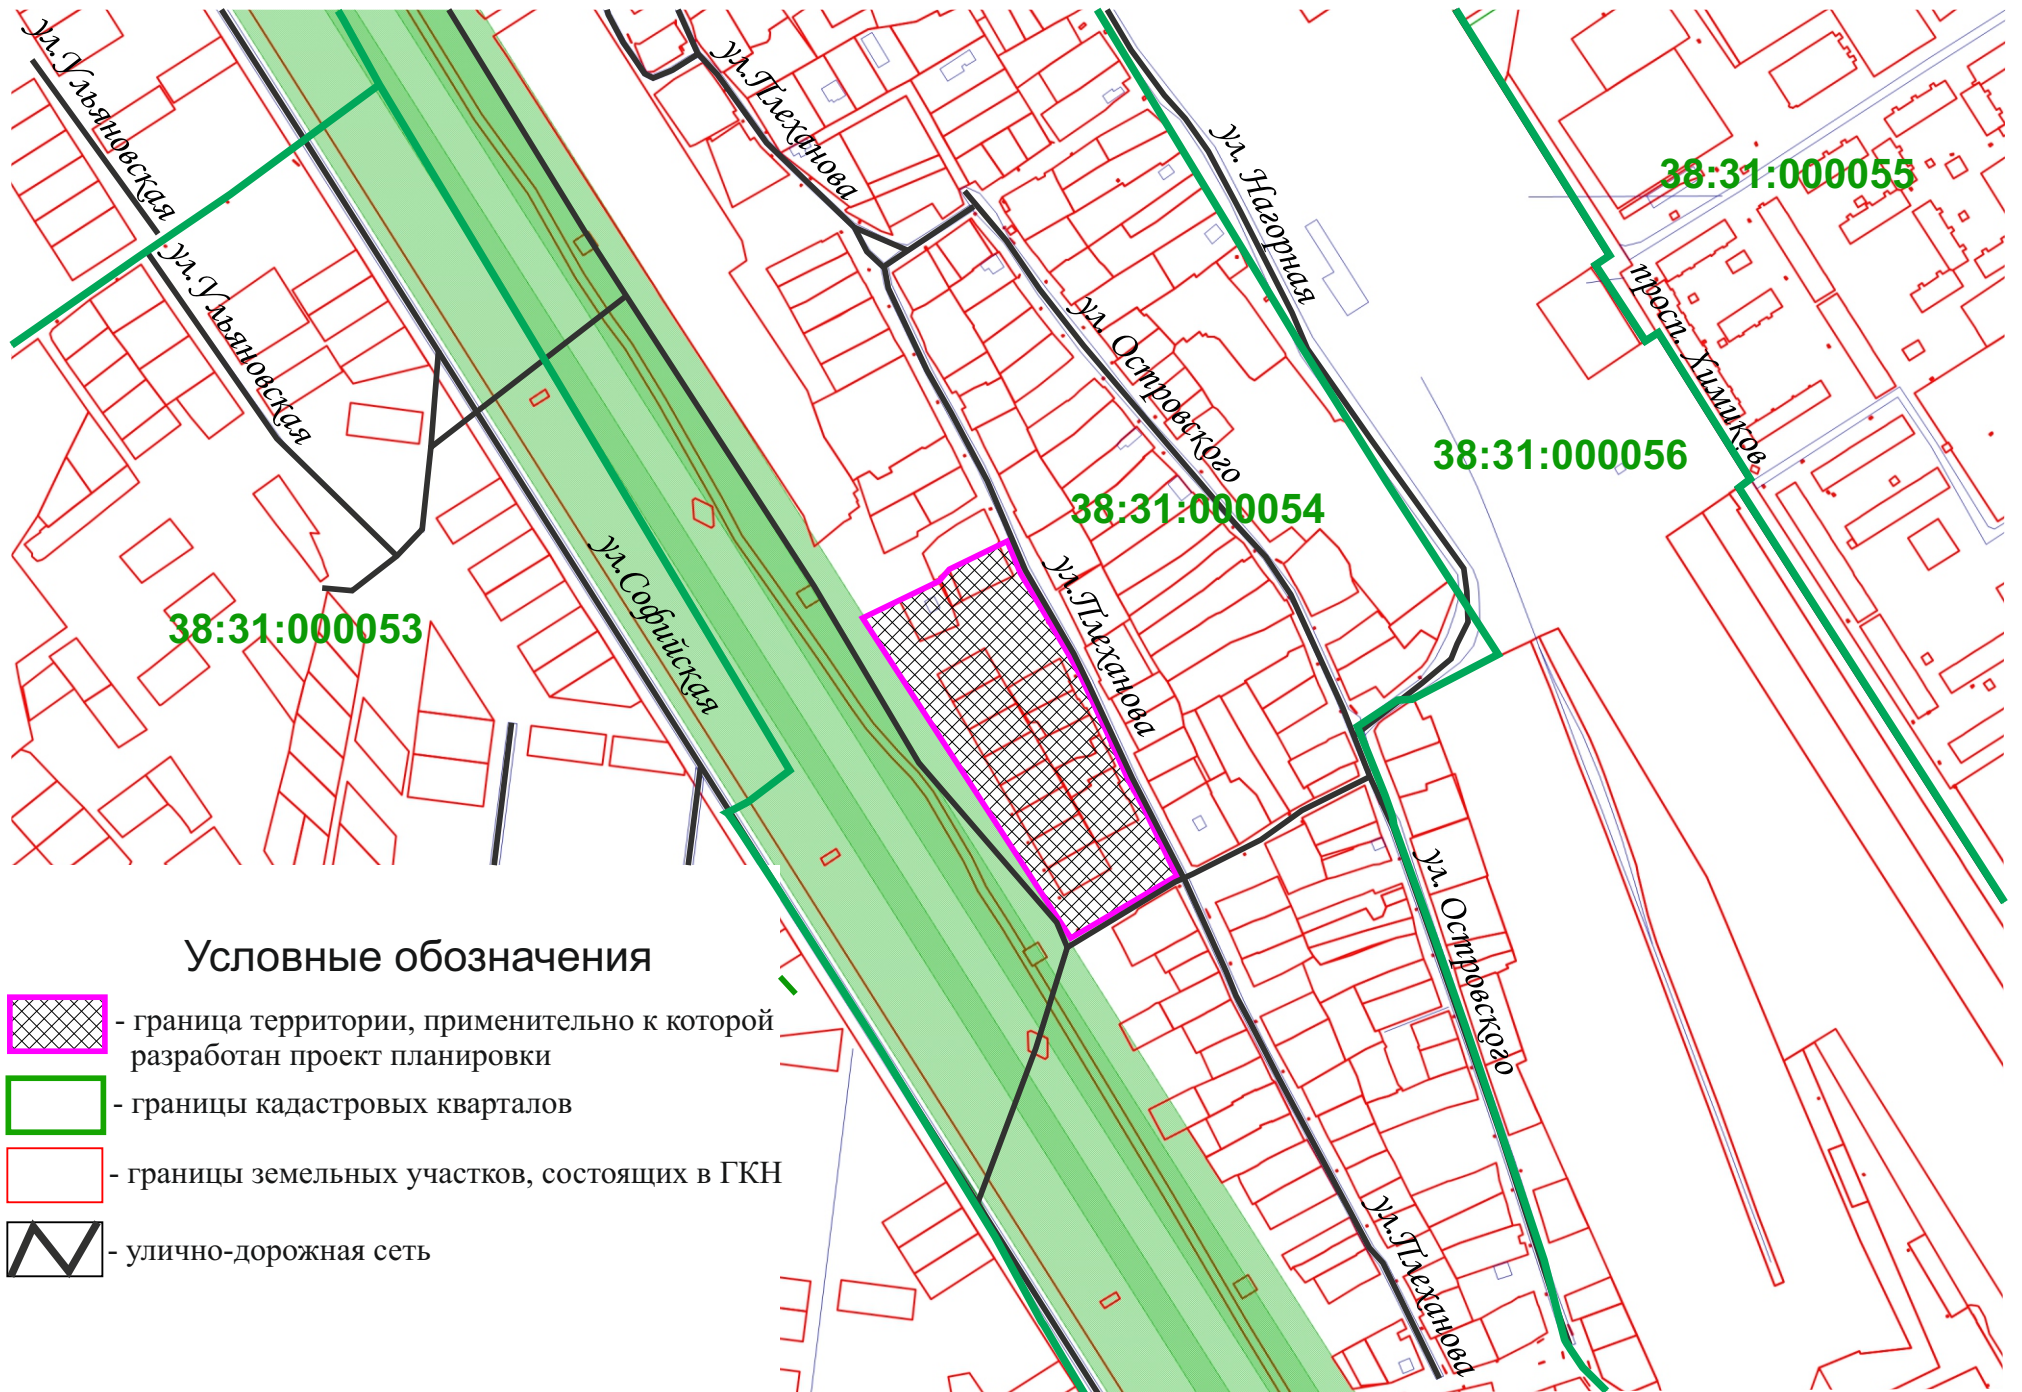 ул.Ульяновская
ул.Ульяновская
ул.Плеханова
ул. Нагорная
38:31:000055
просп. Химиков
ул. Островского
38:31:000056
38:31:000054
ул.Софийская
ул.Плеханова
38:31:000053
ул. Островского
ул.Плеханова
Условные обозначения
- граница территории, применительно к которой
разработан проект планировки
- границы кадастровых кварталов
- границы земельных участков, состоящих в ГКН
- улично-дорожная сеть